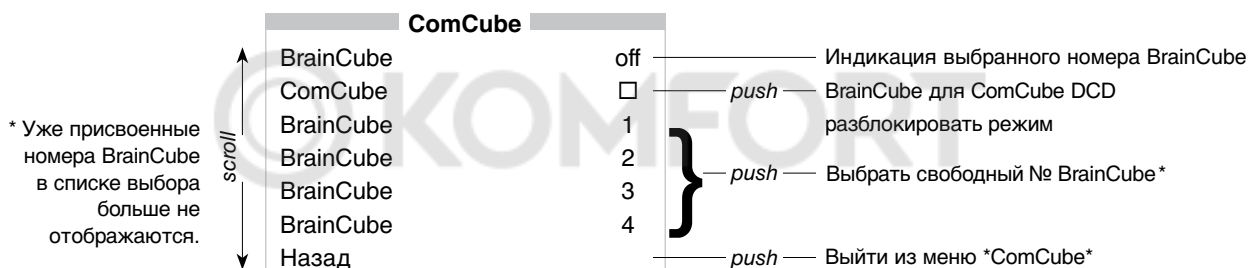 ComCube
BrainCube off Индикация выбранного номера BrainCube
ComCube push BrainCube для ComCube DCD
BrainCube 1 разблокировать режим
BrainCube 2
BrainCube 3 push Выбрать свободный № BrainCube*
BrainCube 4
Назад push Выйти из меню *ComCube*
scroll
* Уже присвоенные
номера BrainCube
в списке выбора
больше не
отображаются.
©KOMFORT